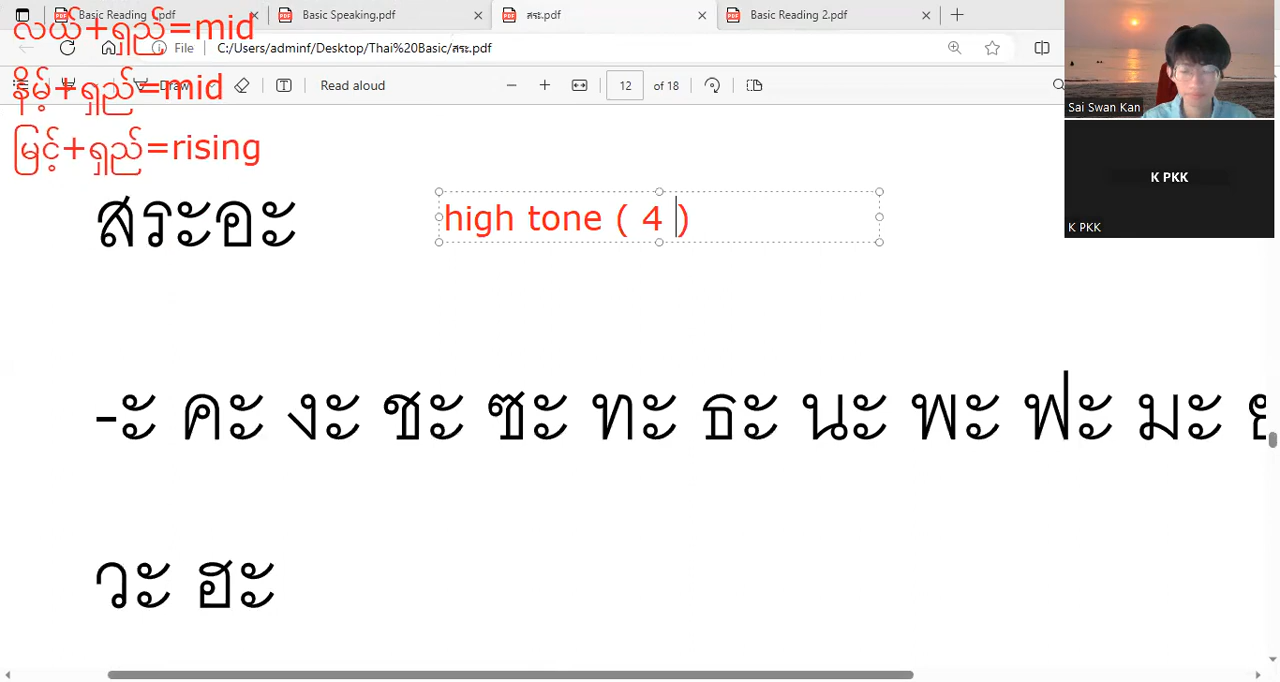 Basic Reading 1.pdf
Basic Speaking.pdf
สระ.pdf
Basic Reading 2.pdf
လယ်+ရှည်=mid
File C:/Users/adminf/Desktop/Thai%20Basic/สระ.pdf
Draw Read aloud 12 of 18
နိမ့်+ရှည်=mid
မြင့်+ရှည်=rising
Sai Swan Kan
K PKK
K PKK
สระอะ high tone ( 4 )
-ะ คะ งะ ชะ ซะ ทะ ธะ นะ พะ ฟะ มะ
วะ ฮะ